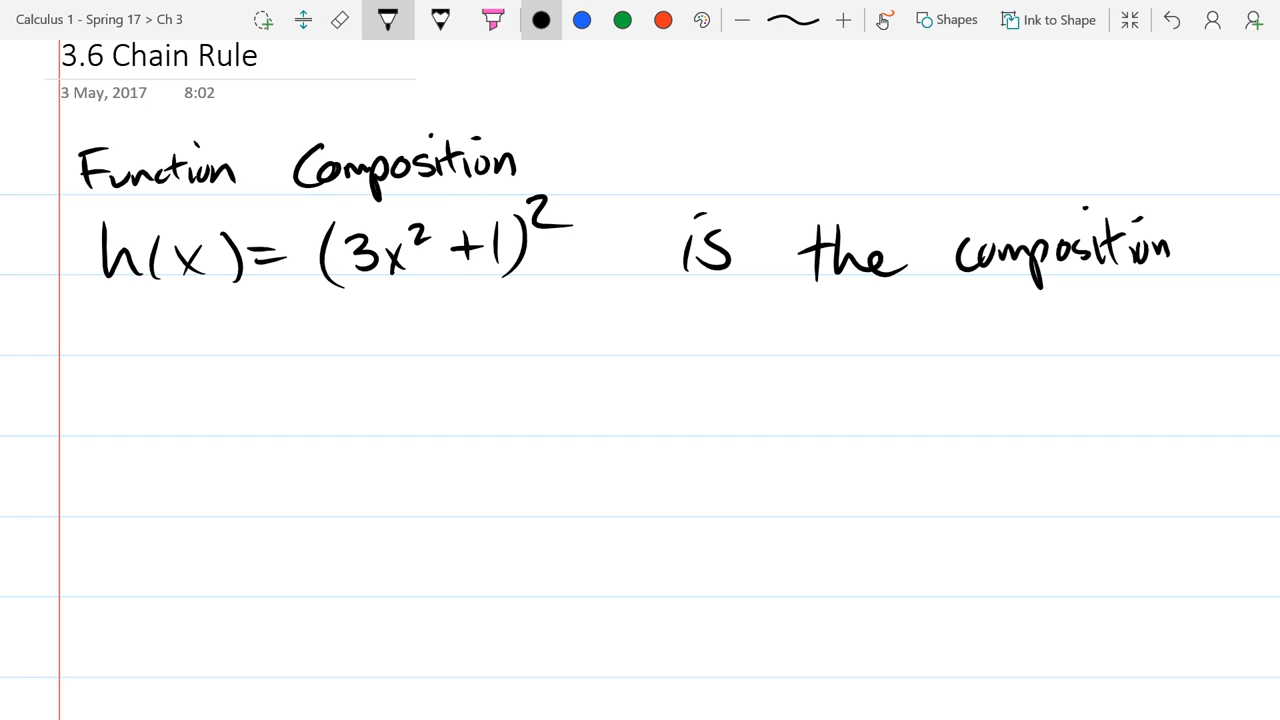 Calculus 1 - Spring 17 > Ch 3 Shapes Ink to Shape
3.6 Chain Rule
3 May, 2017 8:02
Function Composition
h(x) = (3x² + 1)² is the composition